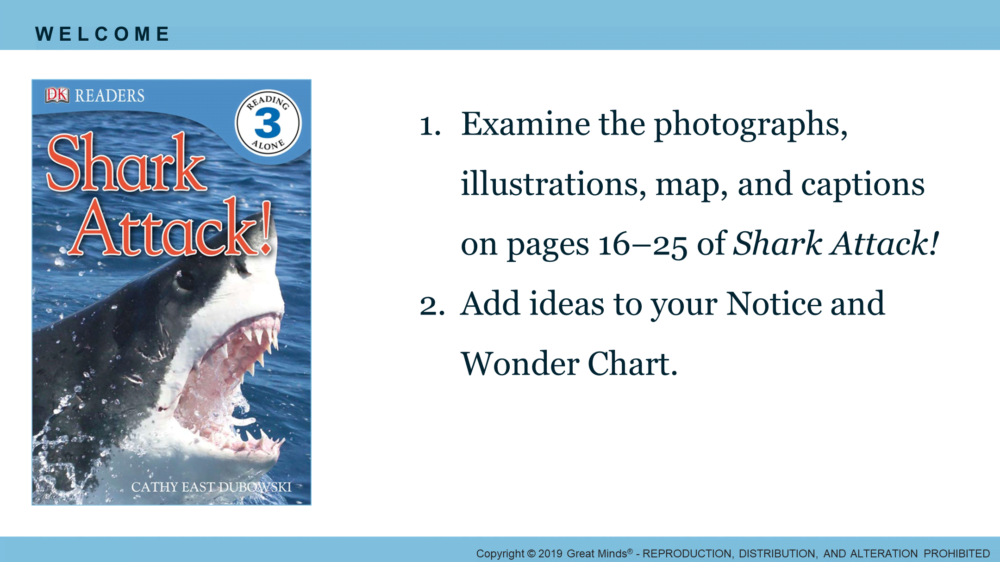 WELCOME
DK READERS
READING
3
ALONE
Shark
Attack!
CATHY EAST DUBOWSKI
1. Examine the photographs,
illustrations, map, and captions
on pages 16–25 of Shark Attack!
2. Add ideas to your Notice and
Wonder Chart.
Copyright © 2019 Great Minds® - REPRODUCTION, DISTRIBUTION, AND ALTERATION PROHIBITED